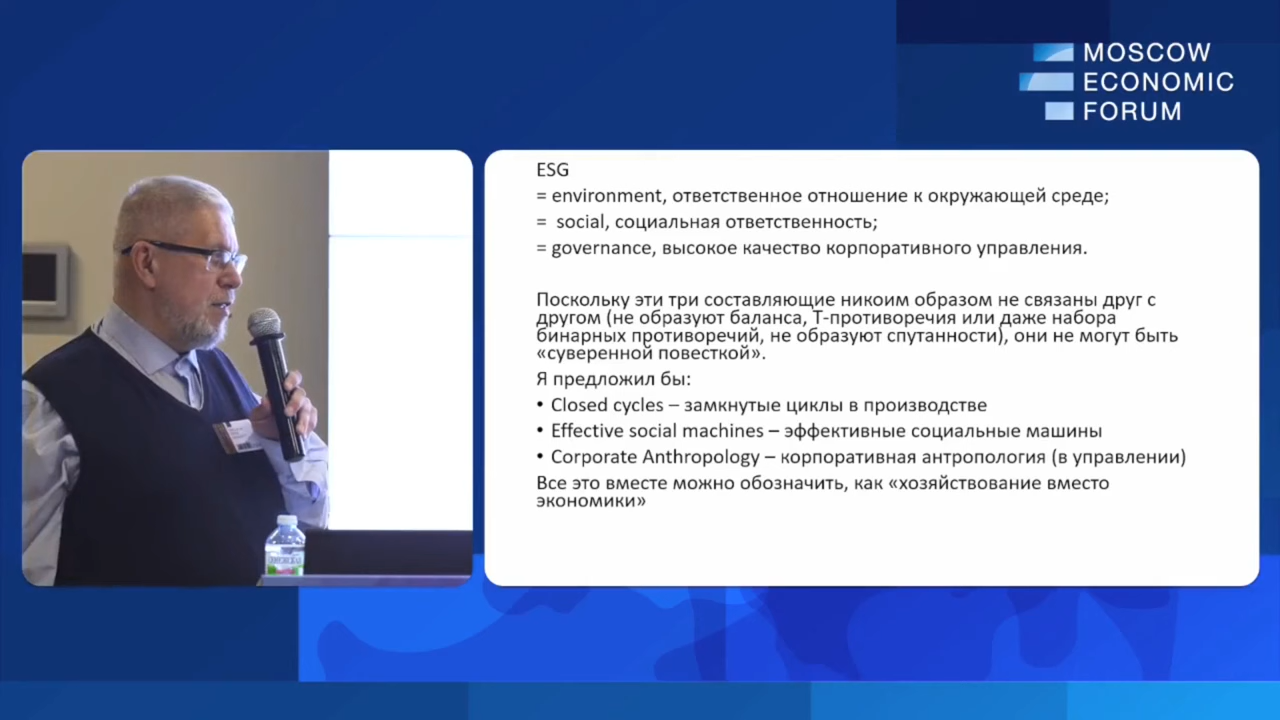 MOSCOW
ECONOMIC
FORUM
ESG
= environment, ответственное отношение к окружающей среде;
= social, социальная ответственность;
= governance, высокое качество корпоративного управления.
Поскольку эти три составляющие никоим образом не связаны друг с
другом (не образуют баланса, Т-противоречия или даже набора
бинарных противоречий, не образуют спутанности), они не могут быть
«суверенной повесткой».
Я предложил бы:
• Closed cycles – замкнутые циклы в производстве
• Effective social machines – эффективные социальные машины
• Corporate Anthropology – корпоративная антропология (в управлении)
Все это вместе можно обозначить, как «хозяйствование вместо
экономики»